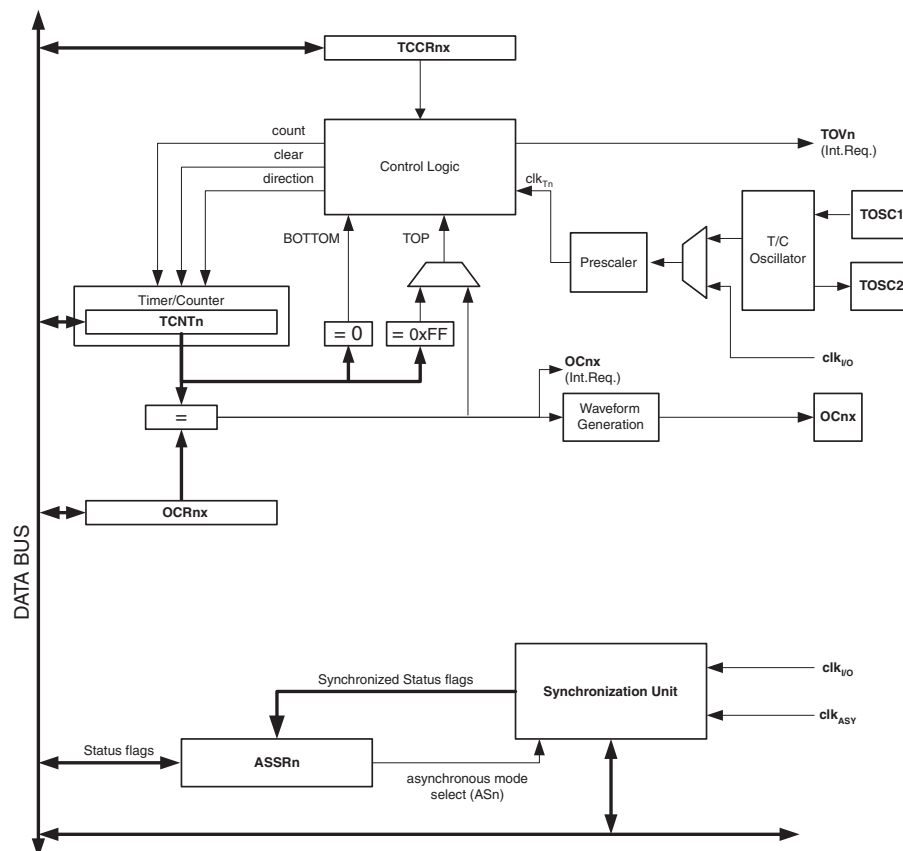 TCCRnx
count
clear
direction
Control Logic
TOVn
(Int.Req.)
clkTn
TOSC1
BOTTOM
TOP
T/C
Oscillator
Prescaler
TOSC2
Timer/Counter
TCNTn
= 0
= 0xFF
clkI/O
OCnx
(Int.Req.)
=
Waveform
Generation
OCnx
OCRnx
DATA BUS
Synchronized Status flags
Synchronization Unit
clkI/O
clkASY
Status flags
ASSRn
asynchronous mode
select (ASn)